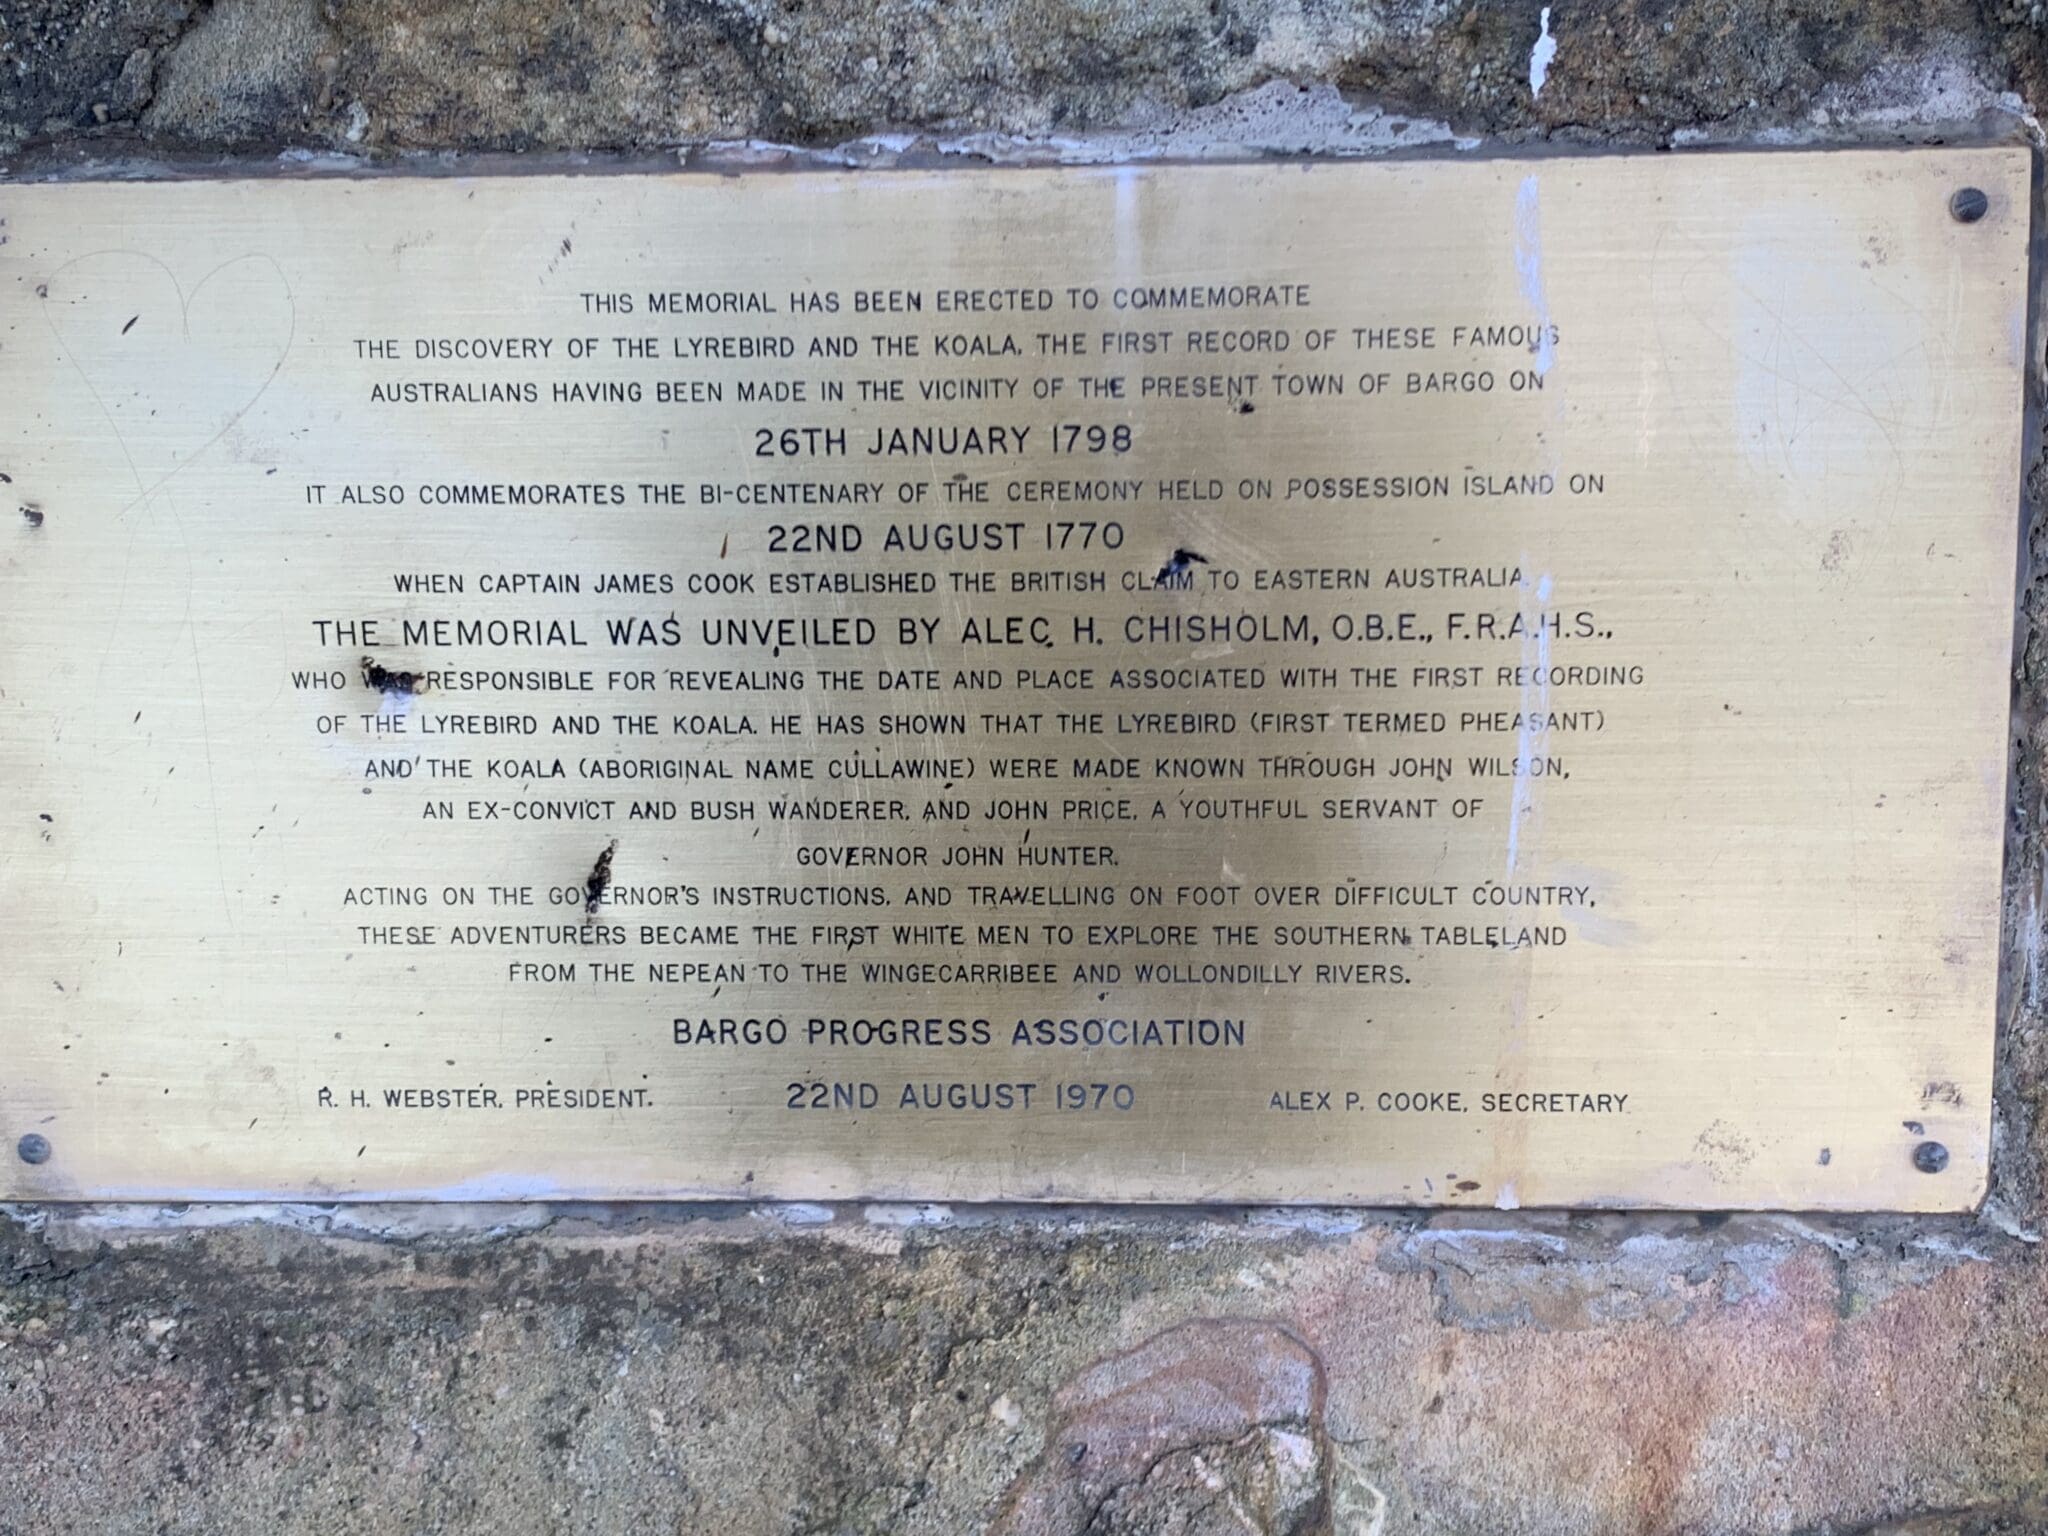 THIS MEMORIAL HAS BEEN ERECTED TO COMMEMORATE
THE DISCOVERY OF THE LYREBIRD AND THE KOALA, THE FIRST RECORD OF THESE FAMOUS
AUSTRALIANS HAVING BEEN MADE IN THE VICINITY OF THE PRESENT TOWN OF BARGO ON
26TH JANUARY 1798
IT ALSO COMMEMORATES THE BI-CENTENARY OF THE CEREMONY HELD ON POSSESSION ISLAND ON
22ND AUGUST 1770
WHEN CAPTAIN JAMES COOK ESTABLISHED THE BRITISH CLAIM TO EASTERN AUSTRALIA.
THE MEMORIAL WAS UNVEILED BY ALEC H. CHISHOLM, O.B.E., F.R.A.H.S.,
WHO WAS RESPONSIBLE FOR REVEALING THE DATE AND PLACE ASSOCIATED WITH THE FIRST RECORDING
OF THE LYREBIRD AND THE KOALA. HE HAS SHOWN THAT THE LYREBIRD (FIRST TERMED PHEASANT)
AND THE KOALA (ABORIGINAL NAME CULLAWINE) WERE MADE KNOWN THROUGH JOHN WILSON,
AN EX-CONVICT AND BUSH WANDERER, AND JOHN PRICE, A YOUTHFUL SERVANT OF
GOVERNOR JOHN HUNTER.
ACTING ON THE GOVERNOR'S INSTRUCTIONS, AND TRAVELLING ON FOOT OVER DIFFICULT COUNTRY,
THESE ADVENTURERS BECAME THE FIRST WHITE MEN TO EXPLORE THE SOUTHERN TABLELAND
FROM THE NEPEAN TO THE WINGECARRIBEE AND WOLLONDILLY RIVERS.
BARGO PROGRESS ASSOCIATION
R. H. WEBSTER, PRESIDENT. 22ND AUGUST 1970 ALEX P. COOKE, SECRETARY